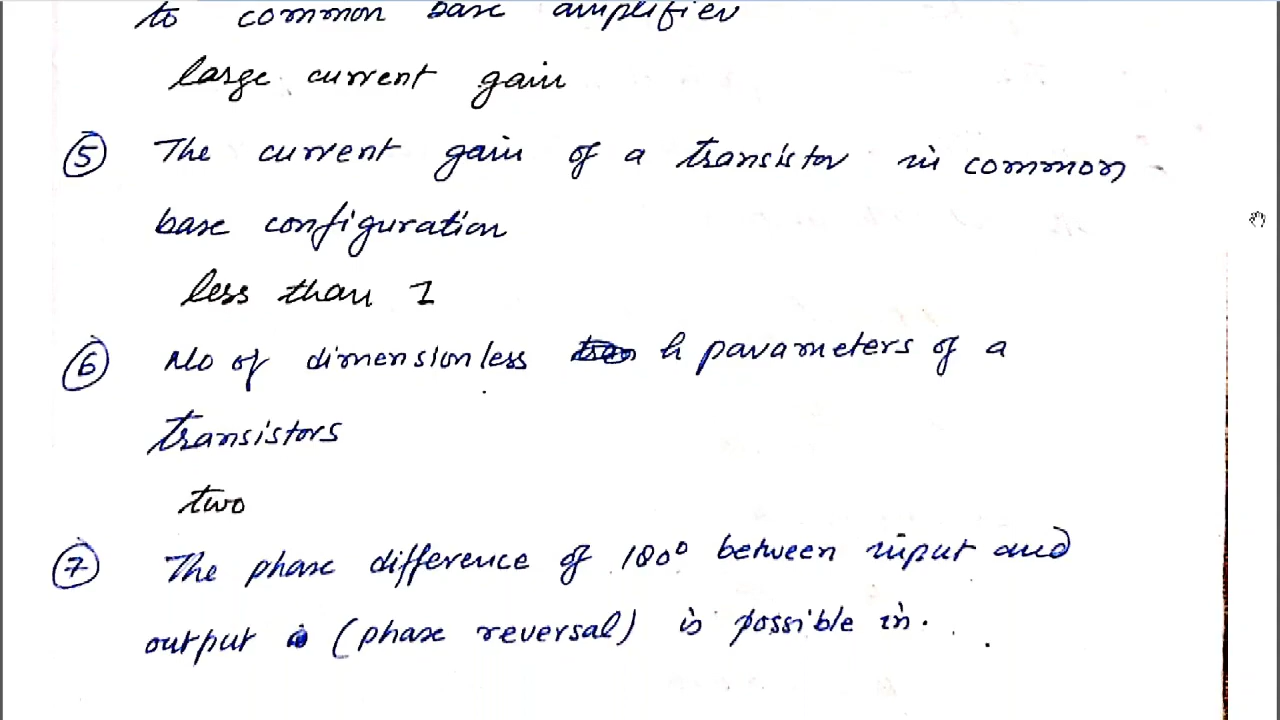 to common base amplifier
large current gain
5 The current gain of a transistor in common
base configuration
less than 1
6 No of dimensionless h parameters of a
transistors
two
7 The phase difference of 180° between input and
output (phase reversal) is possible in.